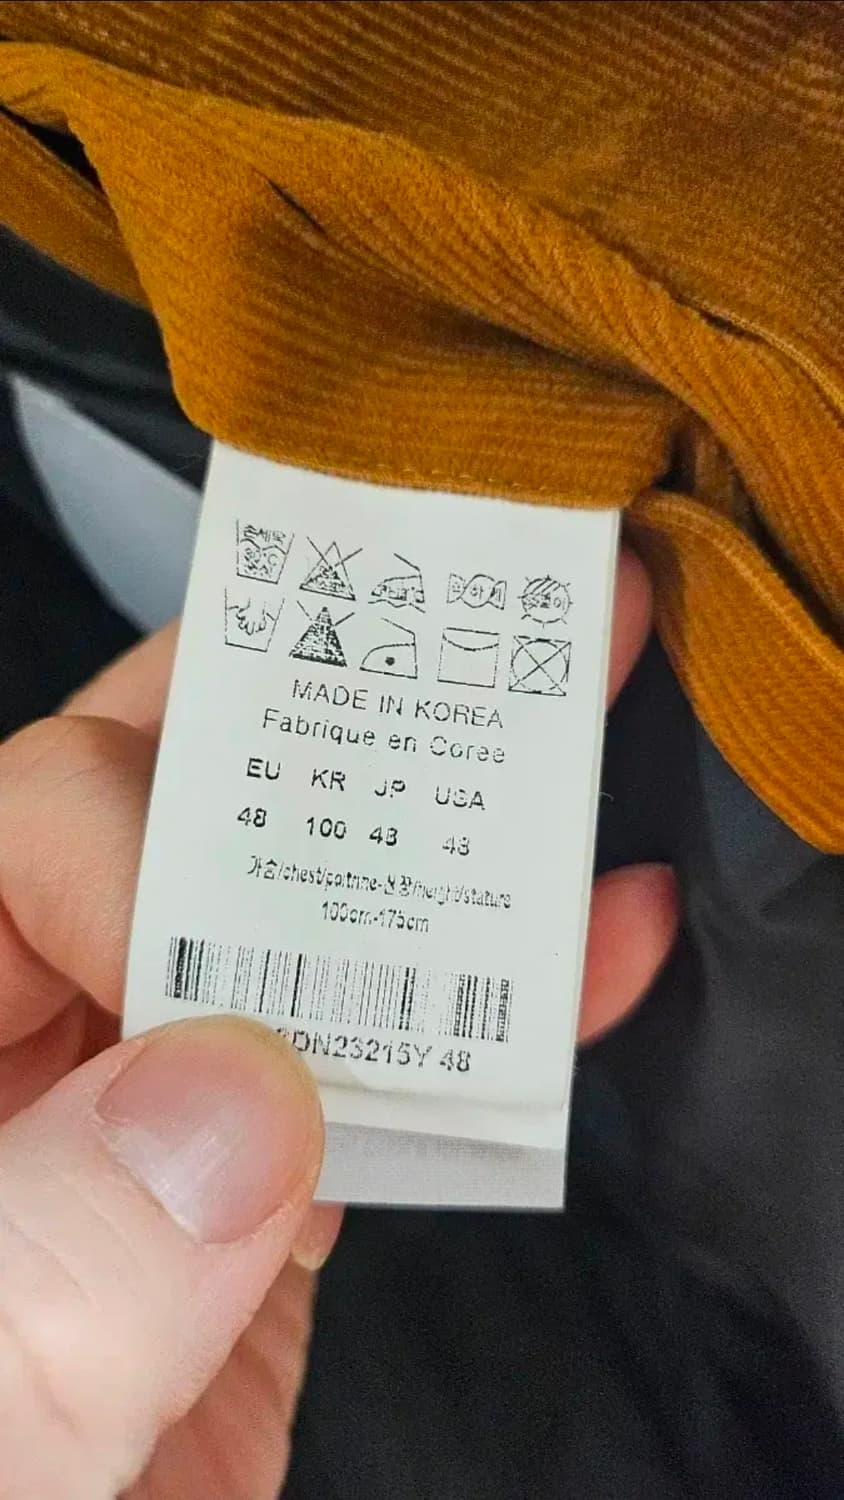 MADE IN KOREA
Fabrique en Coree
EU KR JP USA
48 100 48 48
가슴/chest/poitrine-신장/height/stature
100cm-175cm
DN23215Y 48